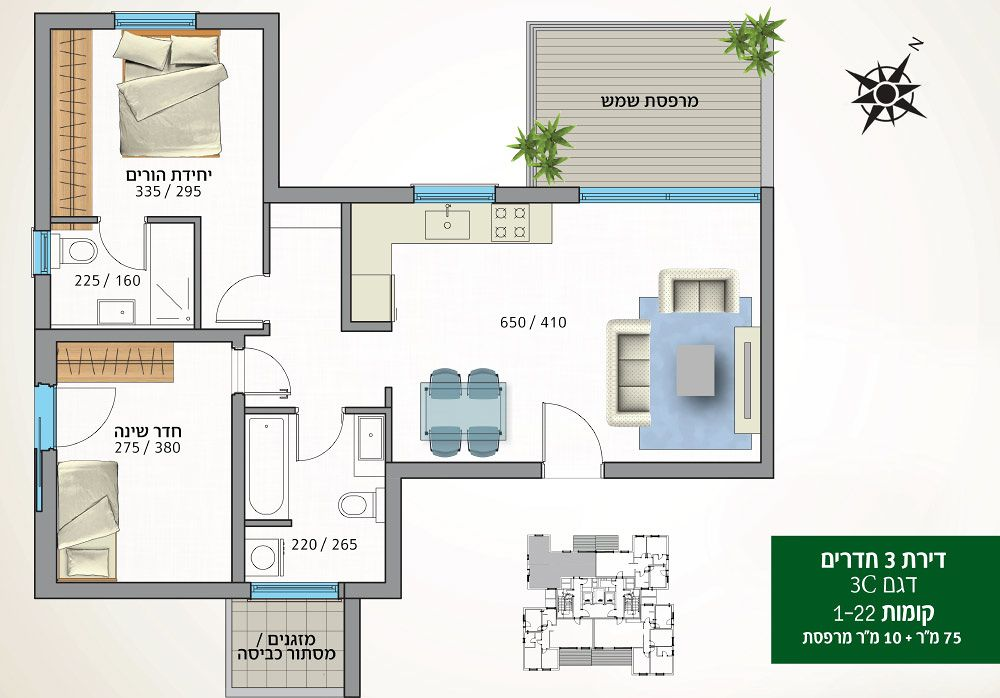 N
מרפסת שמש
יחידת הורים
335 / 295
225 / 160
650 / 410
חדר שינה
275 / 380
220 / 265
מזגנים /
מסתור כביסה
דירת 3 חדרים
דגם 3C
קומות 1-22
75 מ"ר + 10 מ"ר מרפסת